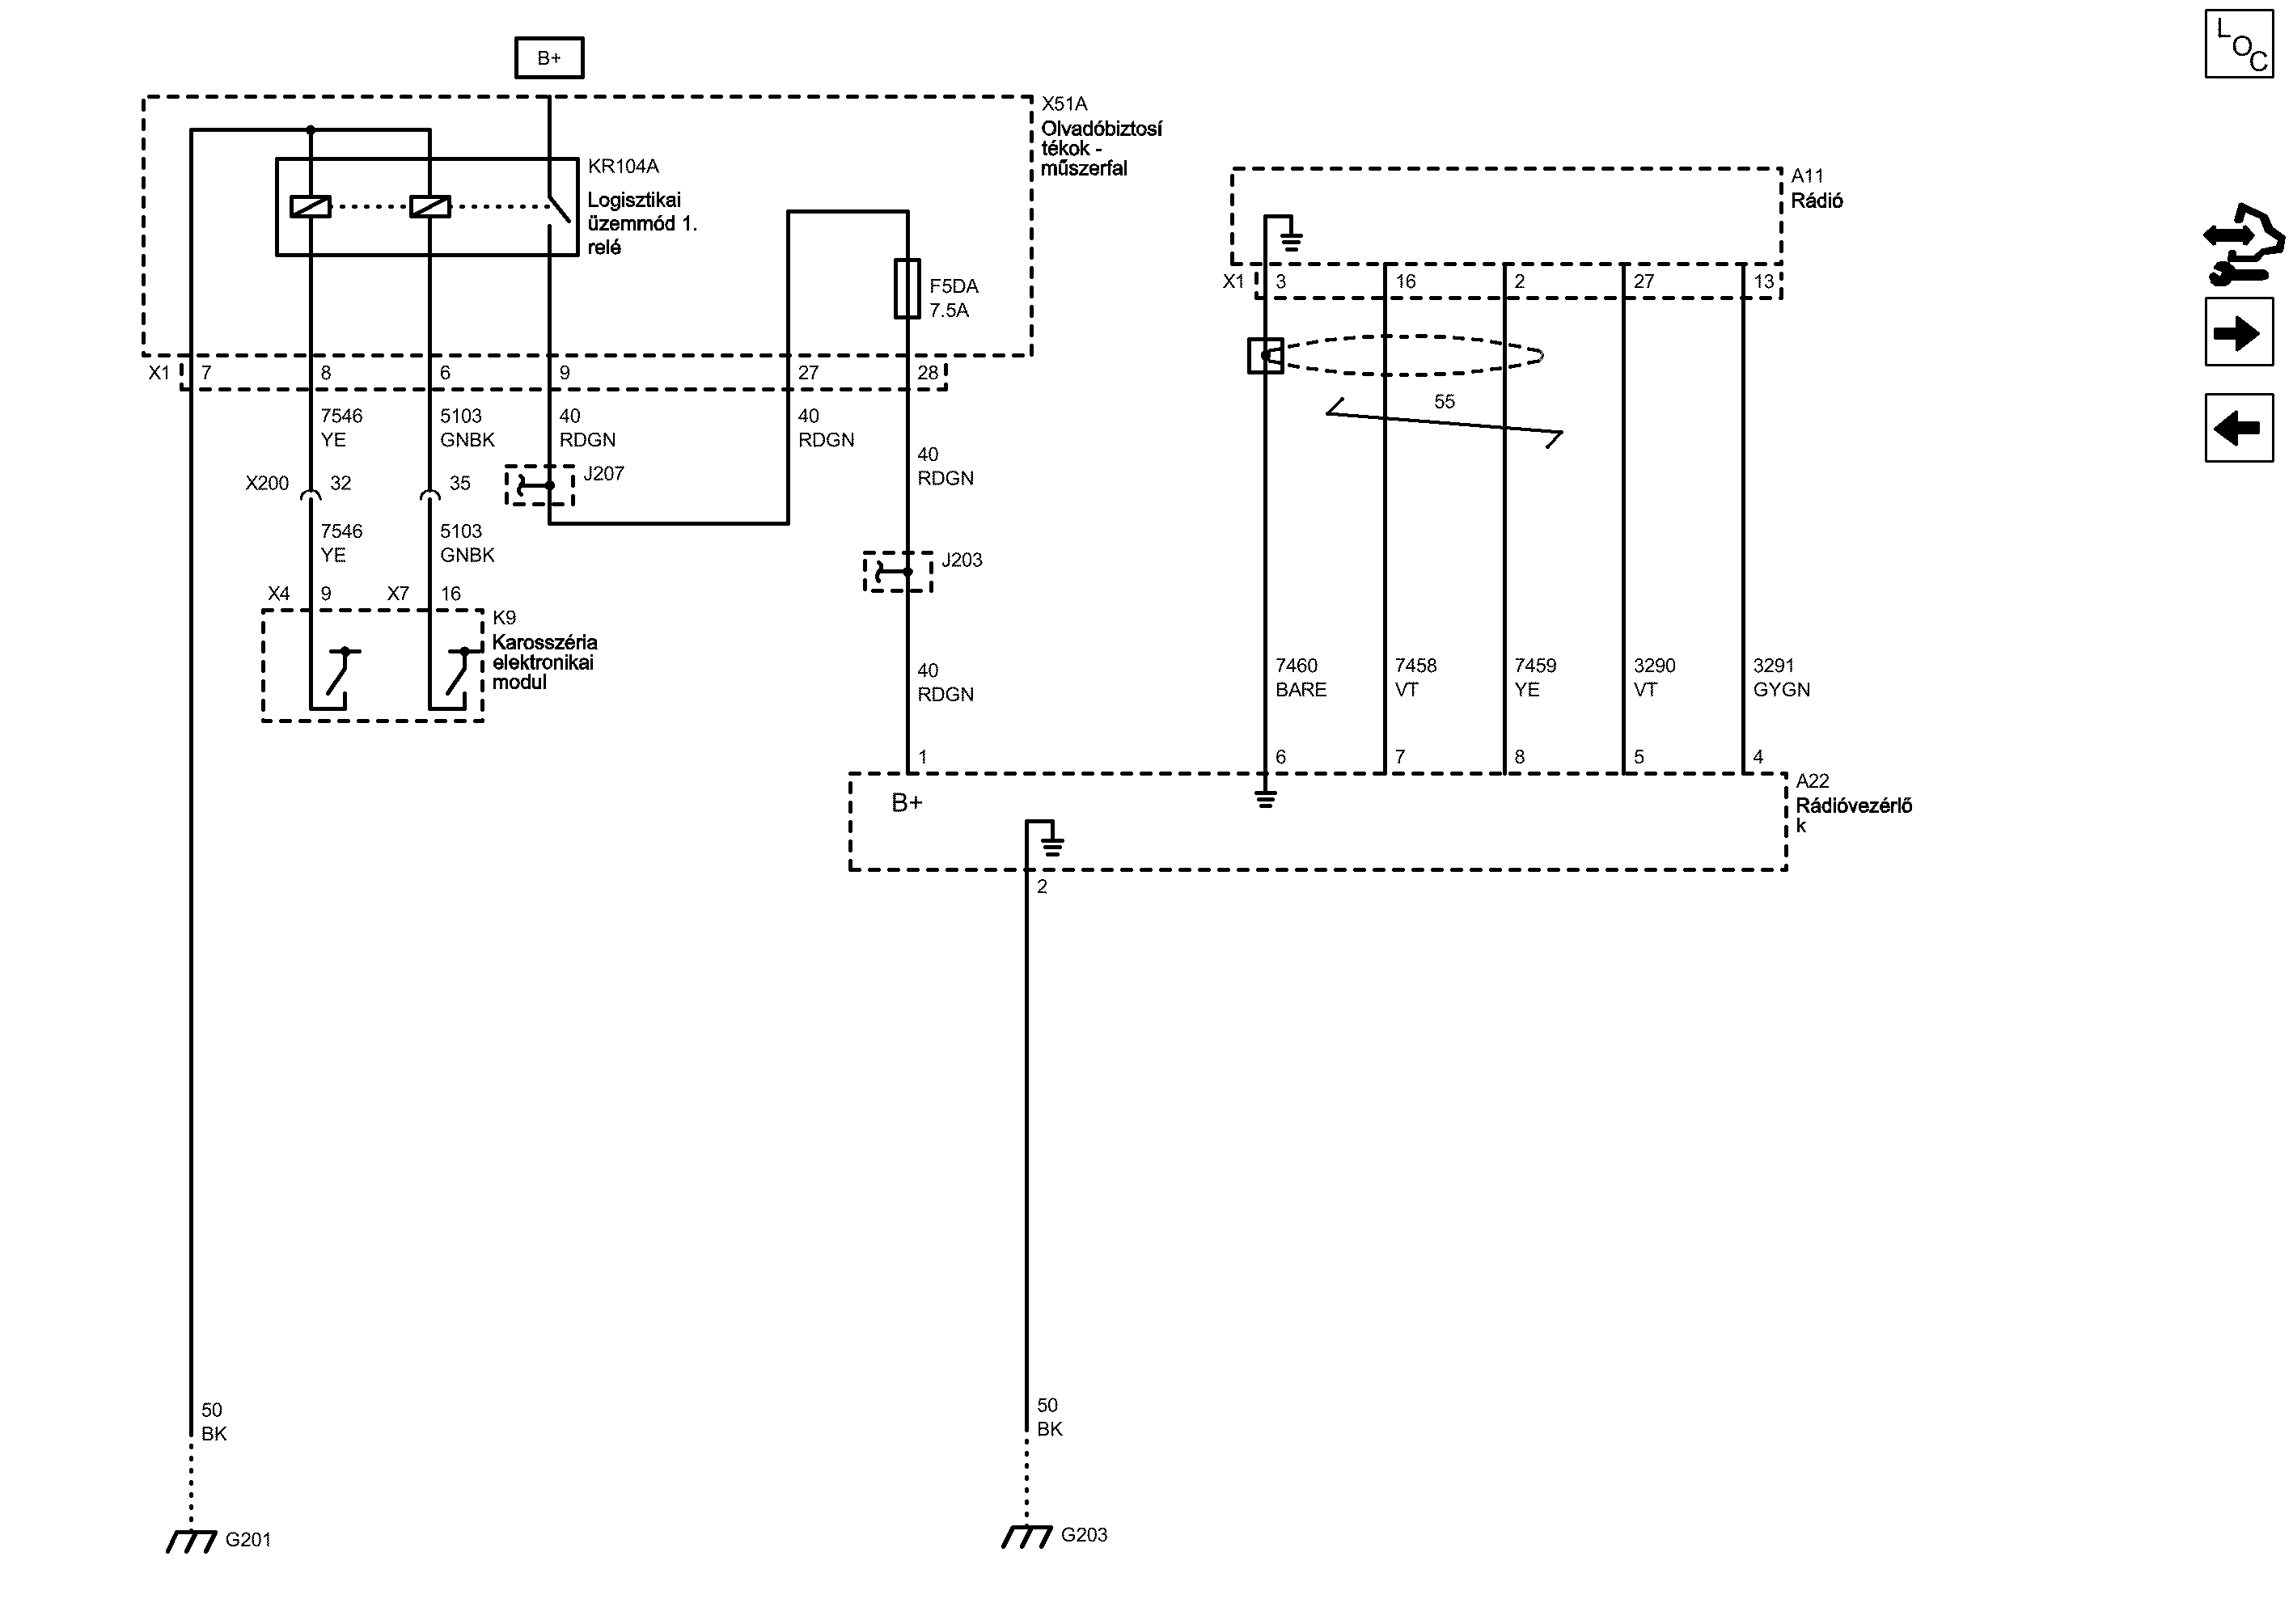 B+
X51A
Olvadóbiztosí
tékok -
műszerfal
KR104A
Logisztikai
üzemmód 1.
relé
F5DA
7.5A
X1 7 8 6 9 27 28
7546
YE
5103
GNBK
40
RDGN
40
RDGN
40
RDGN
X200 32 35
J207
7546
YE
5103
GNBK
J203
X4 9 X7 16
K9
Karosszéria
elektronikai
modul
40
RDGN
1
A11
Rádió
X1 3 16 2 27 13
55
7460
BARE
7458
VT
7459
YE
3290
VT
3291
GYGN
6 7 8 5 4
A22
Rádióvezérlő
k
B+
2
50
BK
G201
50
BK
G203
LOC